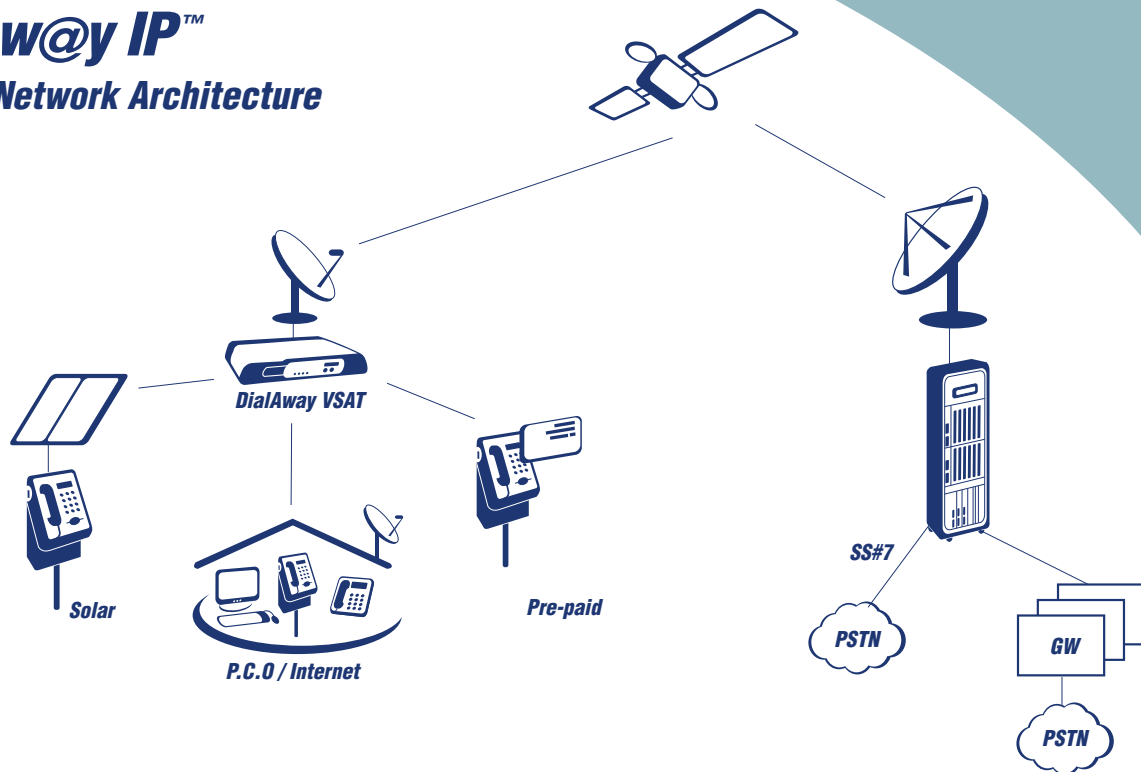 w@y IP™
Network Architecture
DialAway VSAT
Solar
P.C.O / Internet
Pre-paid
SS#7
PSTN
GW
PSTN